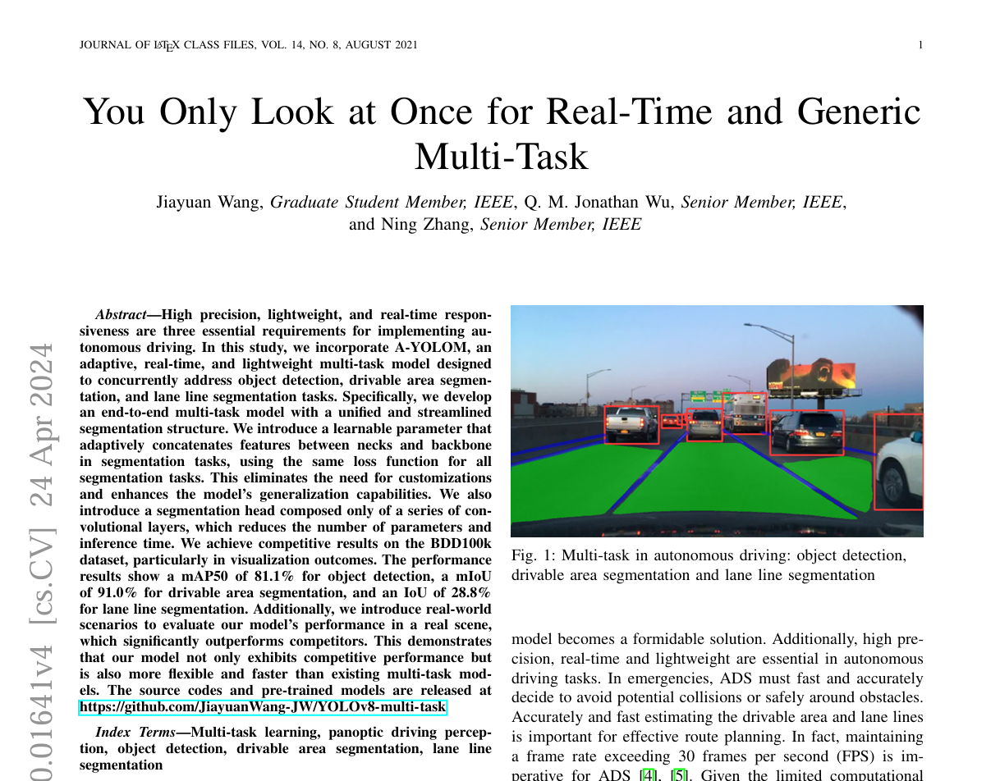 JOURNAL OF LATEX CLASS FILES, VOL. 14, NO. 8, AUGUST 2021
1
You Only Look at Once for Real-Time and Generic
Multi-Task
Jiayuan Wang, Graduate Student Member, IEEE, Q. M. Jonathan Wu, Senior Member, IEEE,
and Ning Zhang, Senior Member, IEEE
0.01641v4 [cs.CV] 24 Apr 2024
Abstract—High precision, lightweight, and real-time respon-
siveness are three essential requirements for implementing au-
tonomous driving. In this study, we incorporate A-YOLOM, an
adaptive, real-time, and lightweight multi-task model designed
to concurrently address object detection, drivable area segmen-
tation, and lane line segmentation tasks. Specifically, we develop
an end-to-end multi-task model with a unified and streamlined
segmentation structure. We introduce a learnable parameter that
adaptively concatenates features between necks and backbone
in segmentation tasks, using the same loss function for all
segmentation tasks. This eliminates the need for customizations
and enhances the model's generalization capabilities. We also
introduce a segmentation head composed only of a series of con-
volutional layers, which reduces the number of parameters and
inference time. We achieve competitive results on the BDD100k
dataset, particularly in visualization outcomes. The performance
results show a mAP50 of 81.1% for object detection, a mIoU
of 91.0% for drivable area segmentation, and an IoU of 28.8%
for lane line segmentation. Additionally, we introduce real-world
scenarios to evaluate our model's performance in a real scene,
which significantly outperforms competitors. This demonstrates
that our model not only exhibits competitive performance but
is also more flexible and faster than existing multi-task mod-
els. The source codes and pre-trained models are released at
https://github.com/JiayuanWang-JW/YOLOv8-multi-task
Index Terms—Multi-task learning, panoptic driving percep-
tion, object detection, drivable area segmentation, lane line
segmentation
Fig. 1: Multi-task in autonomous driving: object detection,
drivable area segmentation and lane line segmentation
model becomes a formidable solution. Additionally, high pre-
cision, real-time and lightweight are essential in autonomous
driving tasks. In emergencies, ADS must fast and accurately
decide to avoid potential collisions or safely around obstacles.
Accurately and fast estimating the drivable area and lane lines
is important for effective route planning. In fact, maintaining
a frame rate exceeding 30 frames per second (FPS) is im-
perative for ADS [4], [5]. Given the limited computational